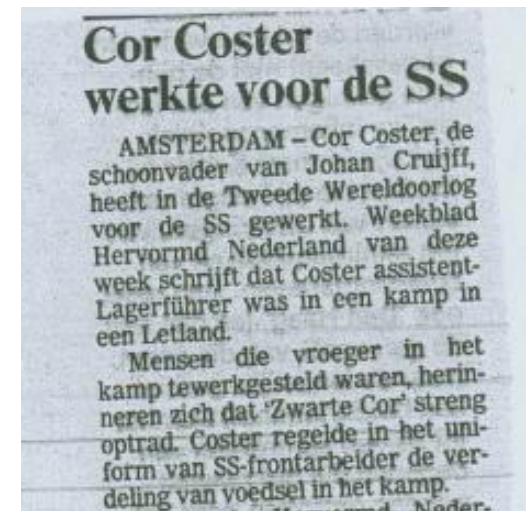 Cor Coster
werkte voor de SS
AMSTERDAM – Cor Coster, de
schoonvader van Johan Cruijff,
heeft in de Tweede Wereldoorlog
voor de SS gewerkt. Weekblad
Hervormd Nederland van deze
week schrijft dat Coster assistent-
Lagerführer was in een kamp in
een Letland.
Mensen die vroeger in het
kamp tewerkgesteld waren, herin-
neren zich dat 'Zwarte Cor' streng
optrad. Coster regelde in het uni-
form van SS-frontarbeider de ver-
deling van voedsel in het kamp.
Hervormd Neder-